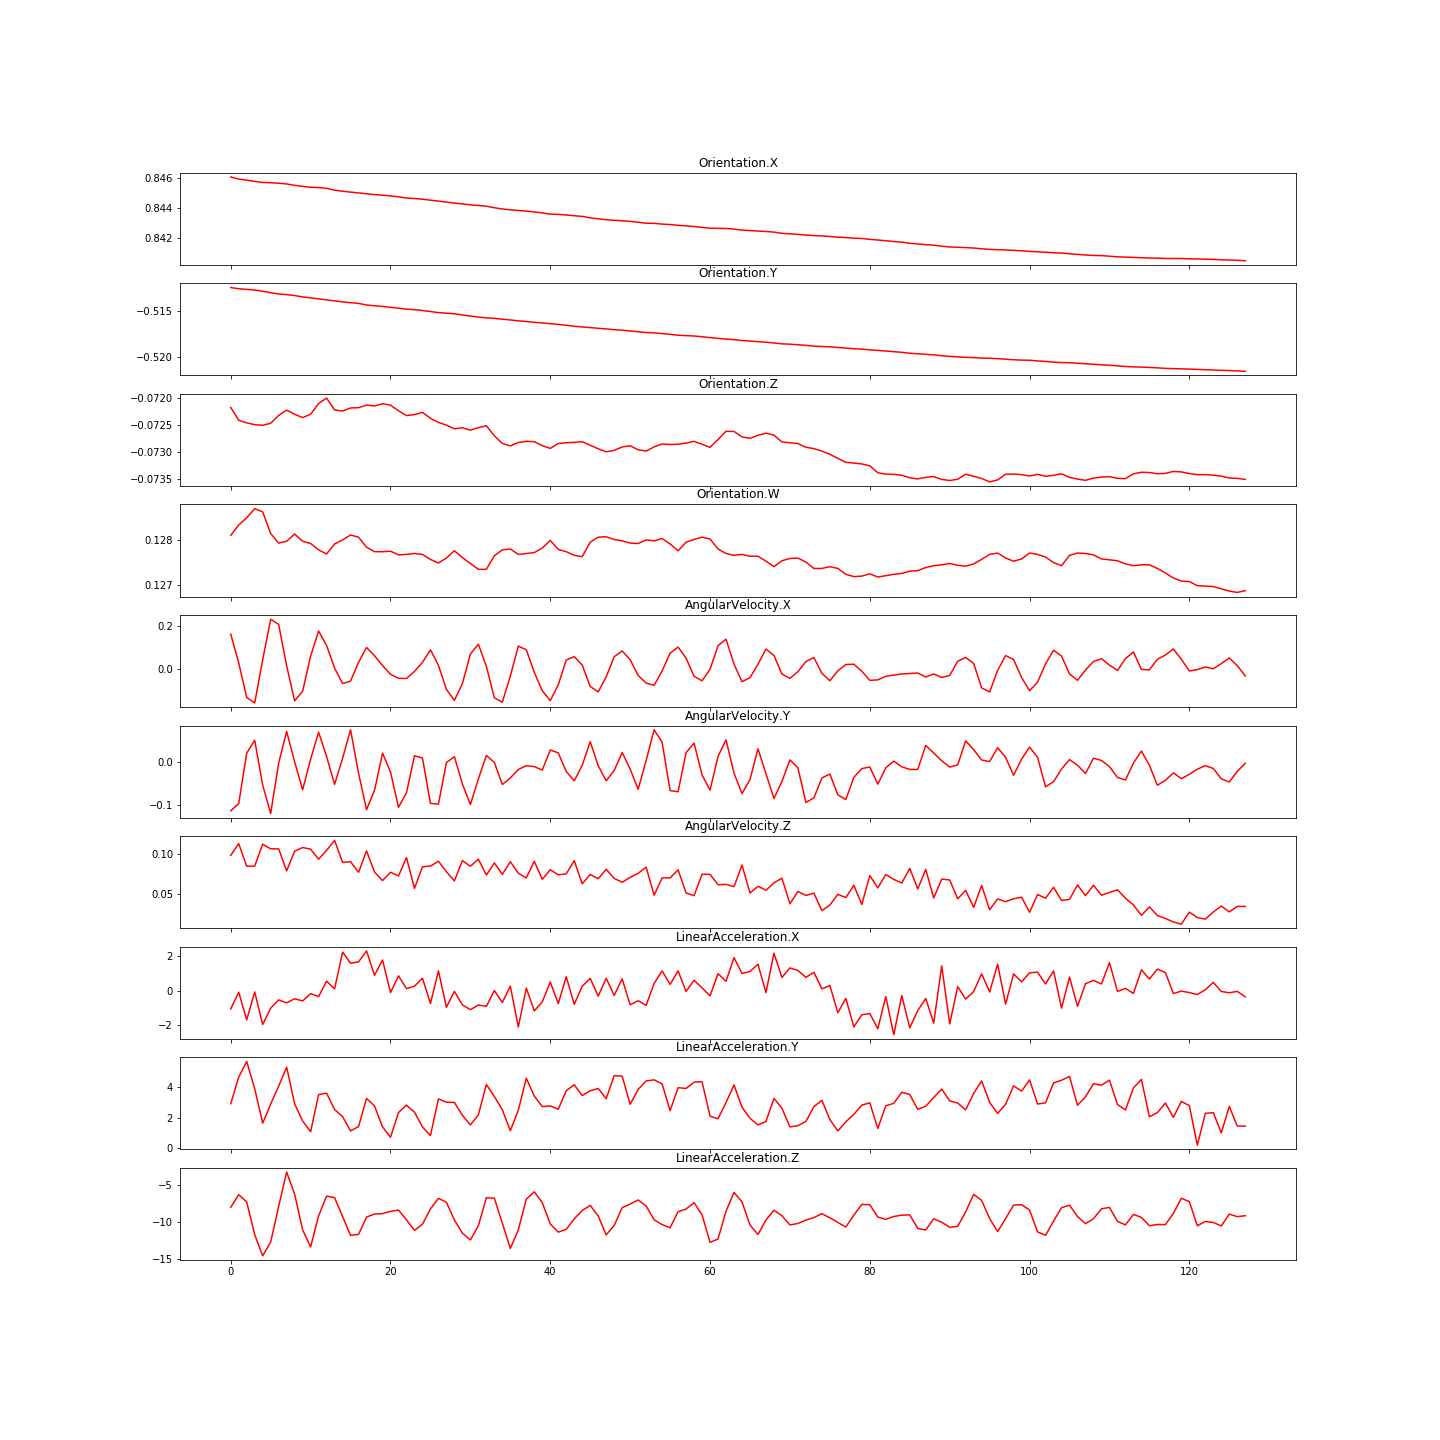 Orientation.X
0.846
0.844
0.842
Orientation.Y
−0.515
−0.520
Orientation.Z
−0.0720
−0.0725
−0.0730
−0.0735
Orientation.W
0.128
0.127
AngularVelocity.X
0.2
0.0
AngularVelocity.Y
0.0
−0.1
AngularVelocity.Z
0.10
0.05
LinearAcceleration.X
2
0
−2
LinearAcceleration.Y
4
2
0
LinearAcceleration.Z
−5
−10
−15
0 20 40 60 80 100 120